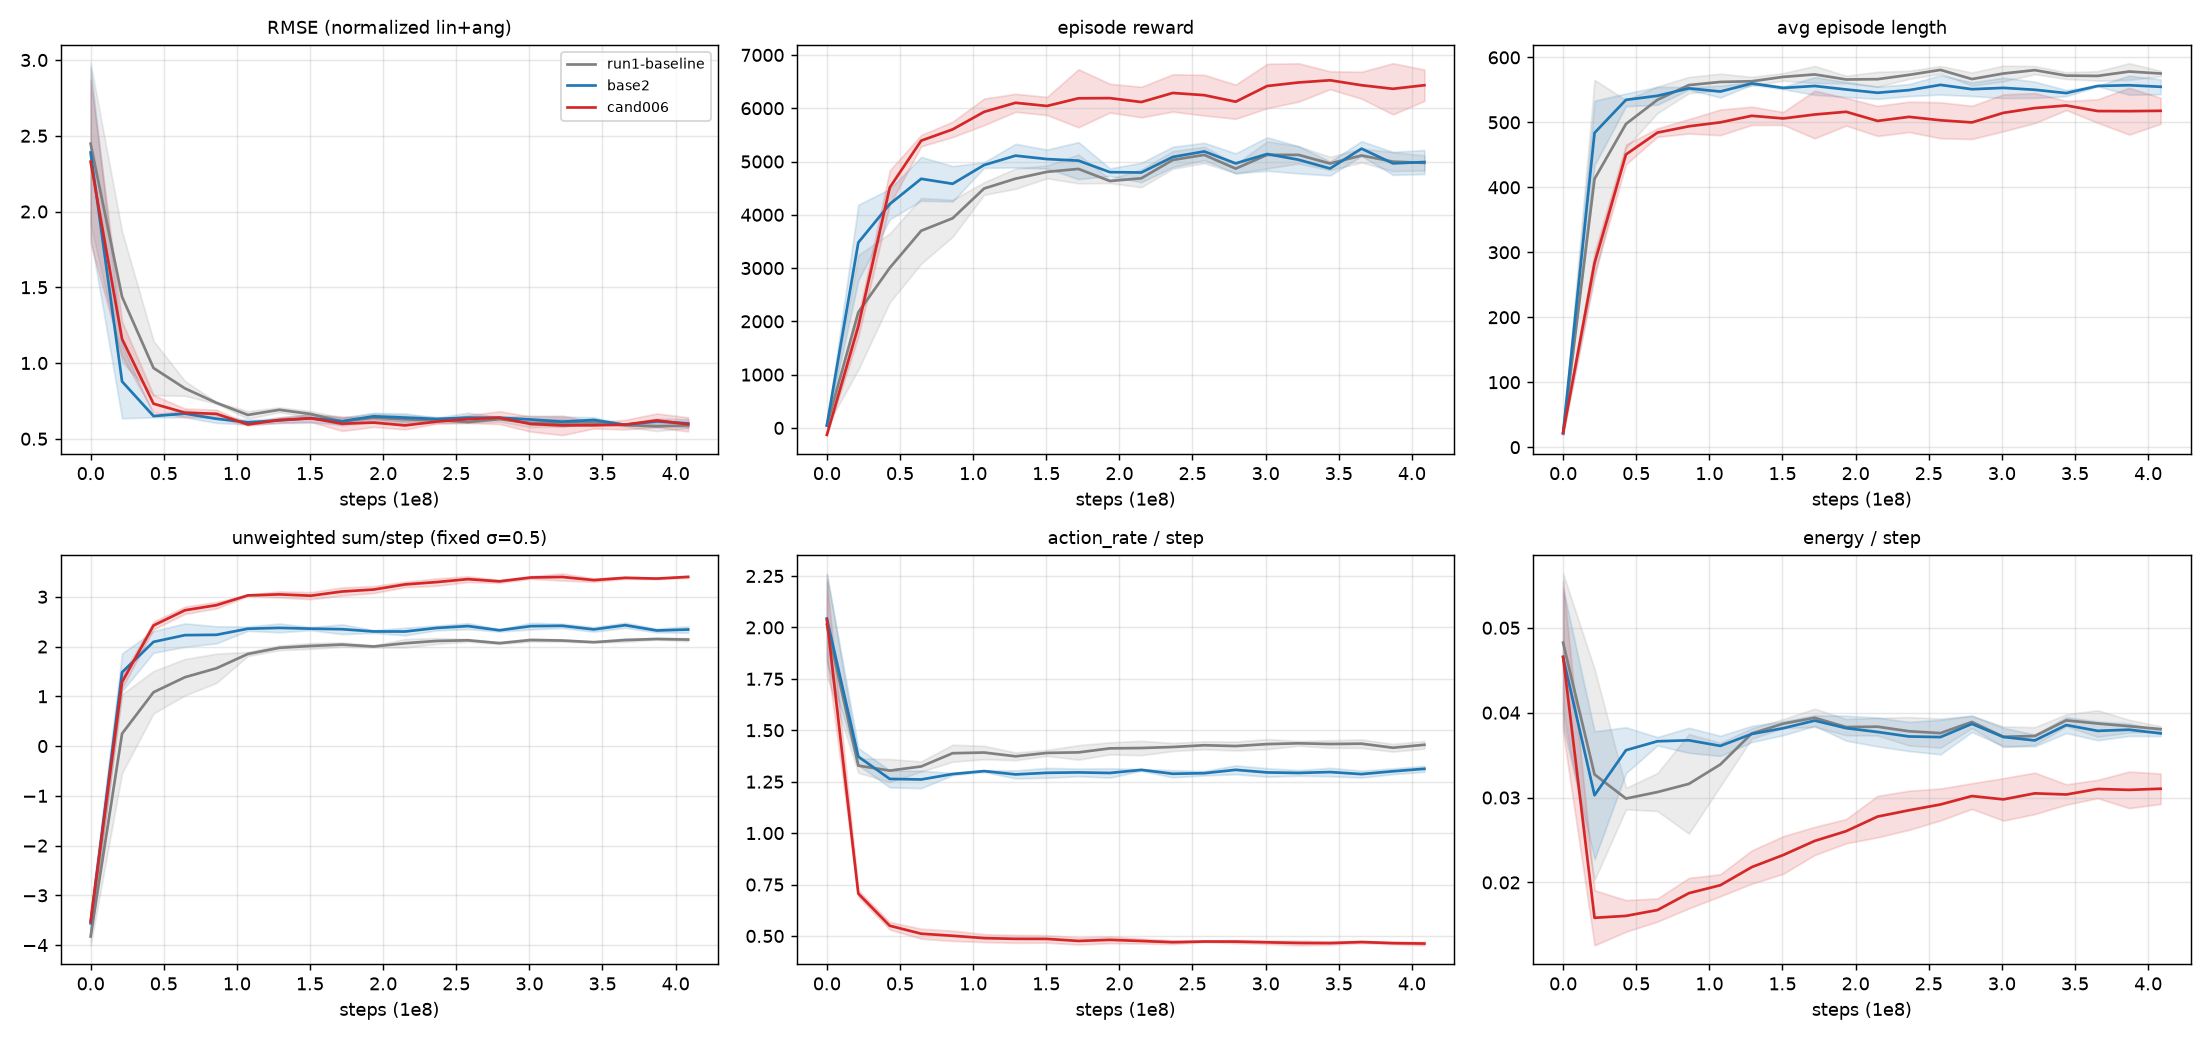 RMSE (normalized lin+ang)
3.0
2.5
2.0
1.5
1.0
0.5
0.0 0.5 1.0 1.5 2.0 2.5 3.0 3.5 4.0
steps (1e8)
run1-baseline
base2
cand006
episode reward
7000
6000
5000
4000
3000
2000
1000
0
0.0 0.5 1.0 1.5 2.0 2.5 3.0 3.5 4.0
steps (1e8)
avg episode length
600
500
400
300
200
100
0
0.0 0.5 1.0 1.5 2.0 2.5 3.0 3.5 4.0
steps (1e8)
unweighted sum/step (fixed σ=0.5)
3
2
1
0
−1
−2
−3
−4
0.0 0.5 1.0 1.5 2.0 2.5 3.0 3.5 4.0
steps (1e8)
action_rate / step
2.25
2.00
1.75
1.50
1.25
1.00
0.75
0.50
0.0 0.5 1.0 1.5 2.0 2.5 3.0 3.5 4.0
steps (1e8)
energy / step
0.05
0.04
0.03
0.02
0.0 0.5 1.0 1.5 2.0 2.5 3.0 3.5 4.0
steps (1e8)